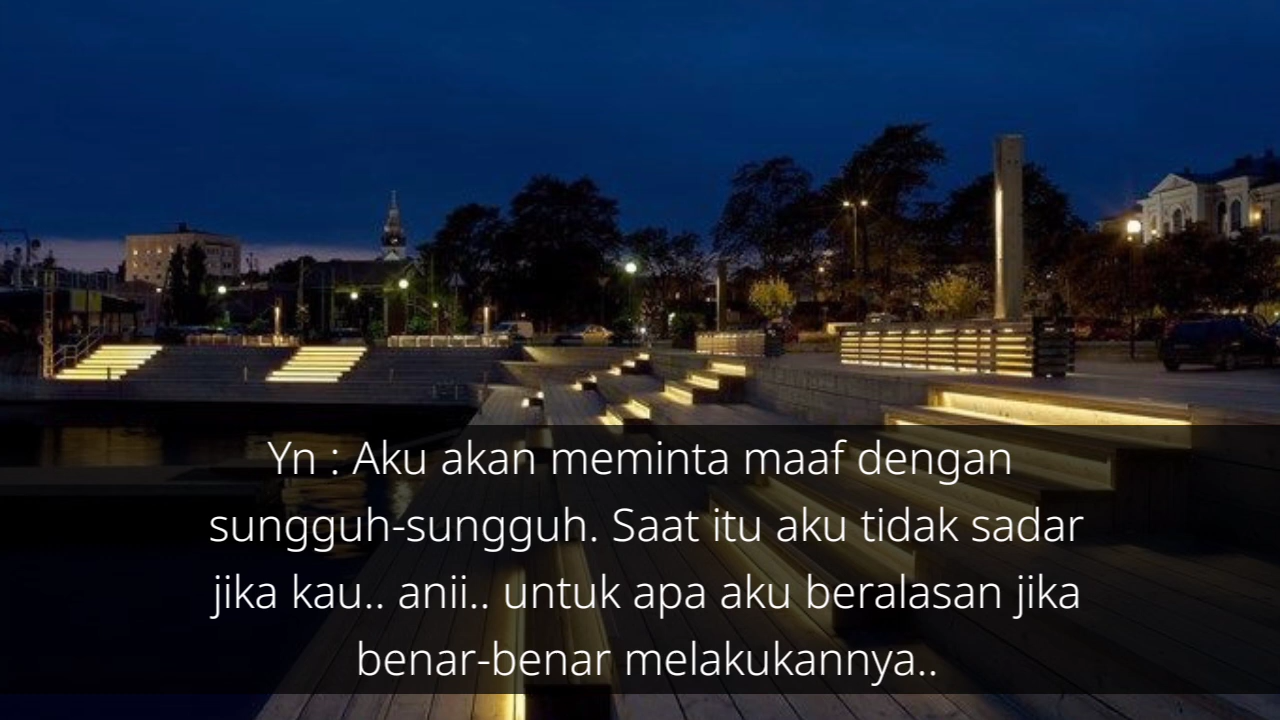 Yn : Aku akan meminta maaf dengan
sungguh-sungguh. Saat itu aku tidak sadar
jika kau.. anii.. untuk apa aku beralasan jika
benar-benar melakukannya..